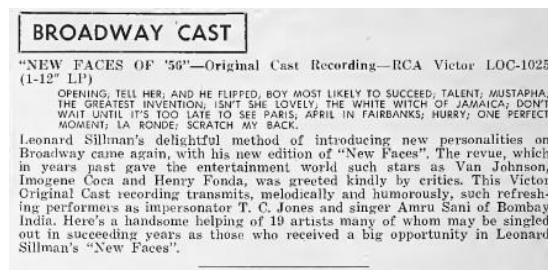 BROADWAY CAST
"NEW FACES OF '56"—Original Cast Recording—RCA Victor LOC-1025
(1-12" LP)
OPENING; TELL HER; AND HE FLIPPED, BOY MOST LIKELY TO SUCCEED; TALENT; MUSTAPHA;
THE GREATEST INVENTION; ISN'T SHE LOVELY; THE WHITE WITCH OF JAMAICA; DON'T
WAIT UNTIL IT'S TOO LATE TO SEE PARIS; APRIL IN FAIRBANKS; HURRY; ONE PERFECT
MOMENT; LA RONDE; SCRATCH MY BACK.
Leonard Sillman's delightful method of introducing new personalities on
Broadway came again, with his new edition of "New Faces". The revue, which
in years past gave the entertainment world such stars as Van Johnson,
Imogene Coca and Henry Fonda, was greeted kindly by critics. This Victor
Original Cast recording transmits, melodically and humorously, such refresh-
ing performers as impersonator T. C. Jones and singer Amru Sani of Bombay
India. Here's a handsome helping of 19 artists many of whom may be singled
out in succeeding years as those who received a big opportunity in Leonard
Sillman's "New Faces".